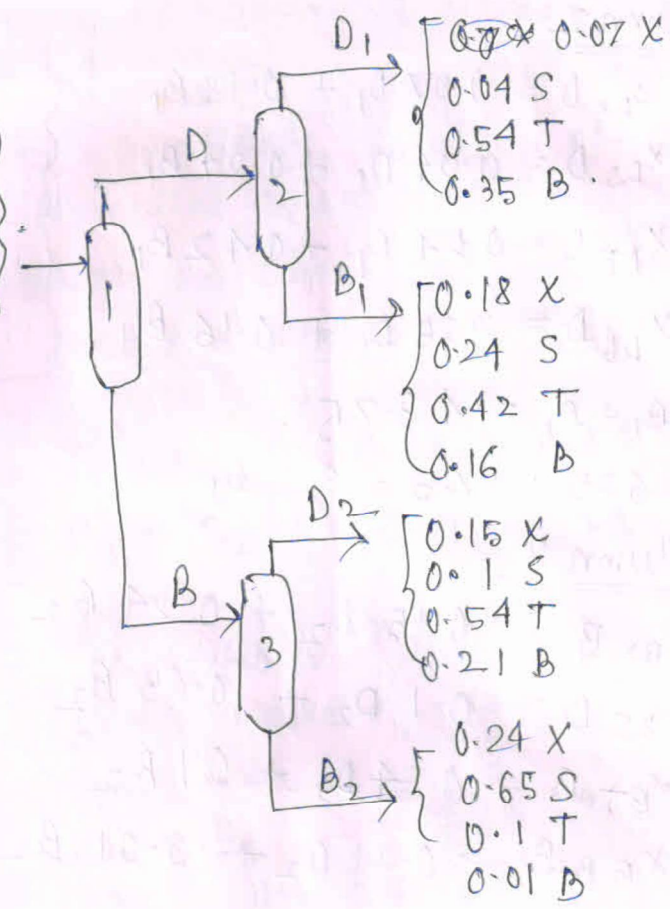 D1
0.07 X
0.04 S
0.54 T
0.35 B
D
2
B1
0.18 X
0.24 S
0.42 T
0.16 B
1
D2
0.15 X
0.1 S
0.54 T
0.21 B
B
3
B2
0.24 X
0.65 S
0.1 T
0.01 B